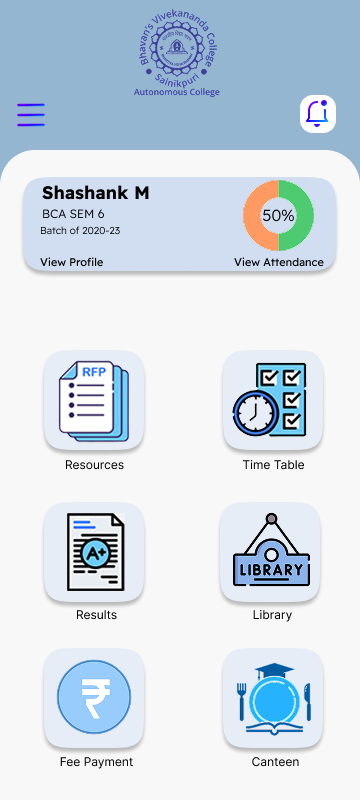 Bhavan's Vivekananda College
Sainikpuri
Autonomous College
Shashank M
BCA SEM 6
Batch of 2020-23
50%
View Profile
View Attendance
RFP
Resources
Time Table
A+
Results
LIBRARY
Library
₹
Fee Payment
Canteen